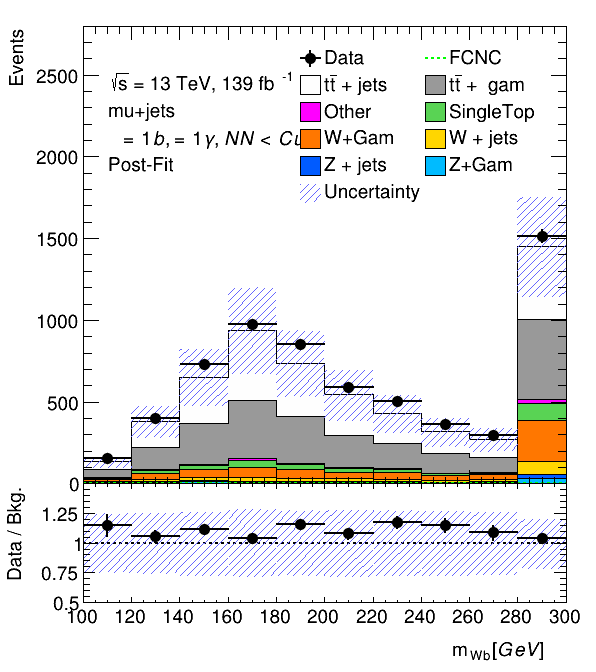 Events
2500
2000
1500
1000
500
0
√s = 13 TeV, 139 fb⁻¹
mu+jets
= 1b, = 1γ, NN < Cu
Post-Fit
Data
FCNC
tt̄ + jets
tt̄ + gam
Other
SingleTop
W+Gam
W + jets
Z + jets
Z+Gam
Uncertainty
Data / Bkg.
1.25
1
0.75
0.5
100 120 140 160 180 200 220 240 260 280 300
m_Wb [GeV]